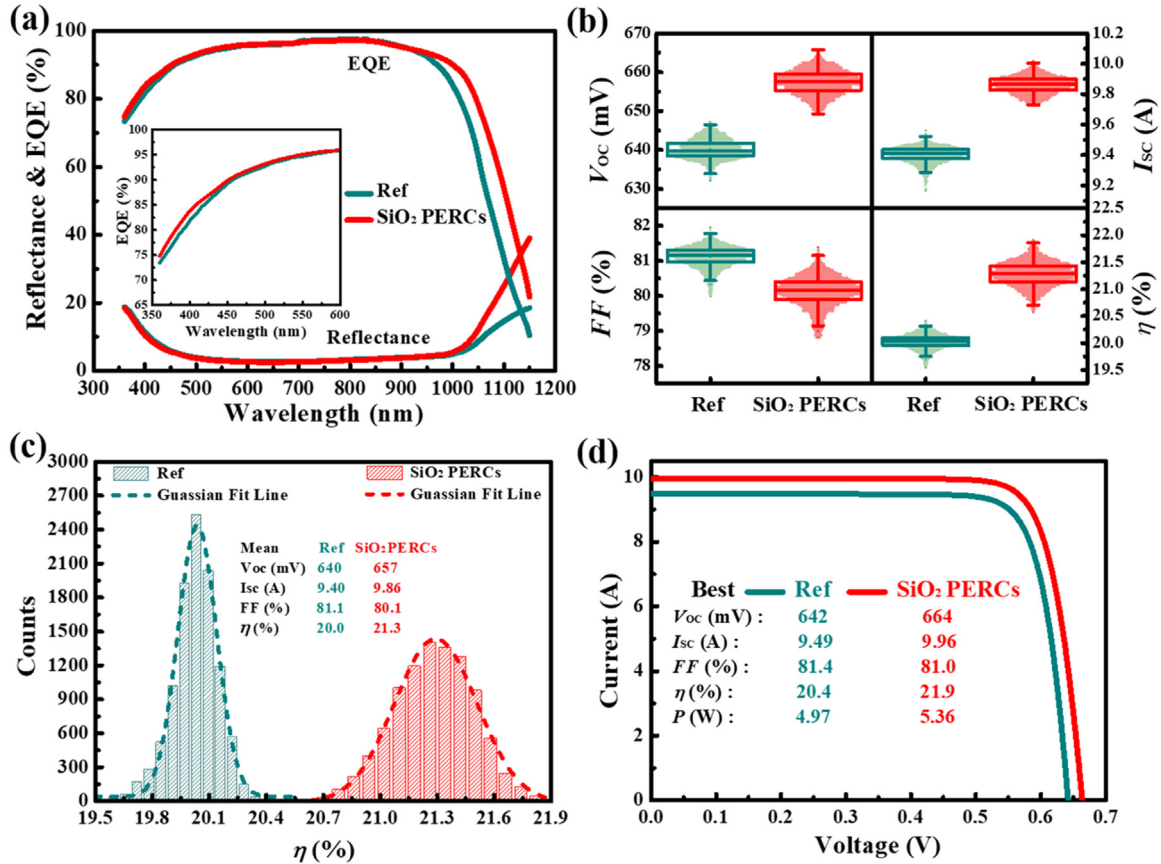 (a)
Reflectance & EQE (%)
100
80
60
40
20
0
EQE
EQE (%)
100
95
90
85
80
75
70
65
350 400 450 500 550 600
Wavelength (nm)
Ref
SiO₂ PERCs
Reflectance
300 500 700 900 1000 1100 1200
Wavelength (nm)
(b)
VOC (mV)
670
660
650
640
630
10.2
10.0
9.8
9.6
9.4
9.2
ISC (A)
FF (%)
82
81
80
79
78
22.5
22.0
21.5
21.0
20.5
20.0
19.5
η (%)
Ref SiO₂ PERCs Ref SiO₂ PERCs
(c)
Counts
3000
2700
2400
2100
1800
1500
1200
900
600
300
0
Ref
Guassian Fit Line
SiO₂ PERCs
Guassian Fit Line
Mean Ref SiO₂ PERCs
Voc (mV) 640 657
Isc (A) 9.40 9.86
FF (%) 81.1 80.1
η (%) 20.0 21.3
19.5 19.8 20.1 20.4 20.7 21.0 21.3 21.6 21.9
η (%)
(d)
Current (A)
10
8
6
4
2
0
Best Ref SiO₂ PERCs
VOC (mV) : 642 664
ISC (A) : 9.49 9.96
FF (%) : 81.4 81.0
η (%) : 20.4 21.9
P (W) : 4.97 5.36
0.0 0.1 0.2 0.3 0.4 0.5 0.6 0.7
Voltage (V)